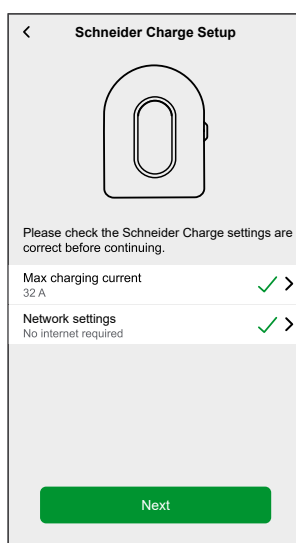 Schneider Charge Setup
Please check the Schneider Charge settings are
correct before continuing.
Max charging current
32 A
Network settings
No internet required
Next